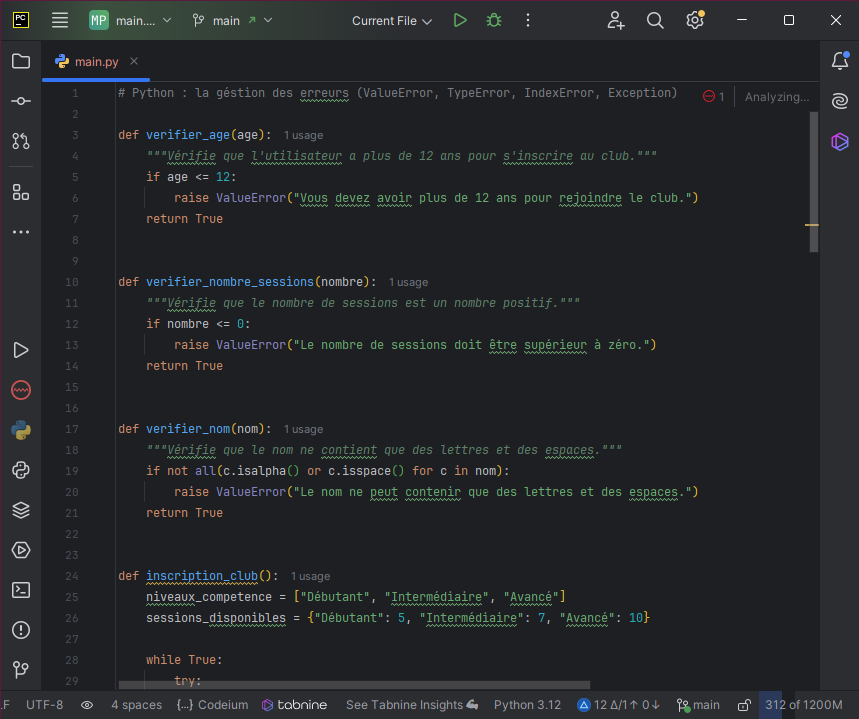 PC MP main.... main Current File
main.py
1 # Python : la géstion des erreurs (ValueError, TypeError, IndexError, Exception) 1 Analyzing...
2
3 def verifier_age(age): 1 usage
4 """Vérifie que l'utilisateur a plus de 12 ans pour s'inscrire au club."""
5 if age <= 12:
6 raise ValueError("Vous devez avoir plus de 12 ans pour rejoindre le club.")
7 return True
8
9
10 def verifier_nombre_sessions(nombre): 1 usage
11 """Vérifie que le nombre de sessions est un nombre positif."""
12 if nombre <= 0:
13 raise ValueError("Le nombre de sessions doit être supérieur à zéro.")
14 return True
15
16
17 def verifier_nom(nom): 1 usage
18 """Vérifie que le nom ne contient que des lettres et des espaces."""
19 if not all(c.isalpha() or c.isspace() for c in nom):
20 raise ValueError("Le nom ne peut contenir que des lettres et des espaces.")
21 return True
22
23
24 def inscription_club(): 1 usage
25 niveaux_competence = ["Débutant", "Intermédiaire", "Avancé"]
26 sessions_disponibles = {"Débutant": 5, "Intermédiaire": 7, "Avancé": 10}
27
28 while True:
29 try:
.F UTF-8 4 spaces {...} Codeium tabnine See Tabnine Insights Python 3.12 12 Δ/1↑ 0↓ main 312 of 1200M